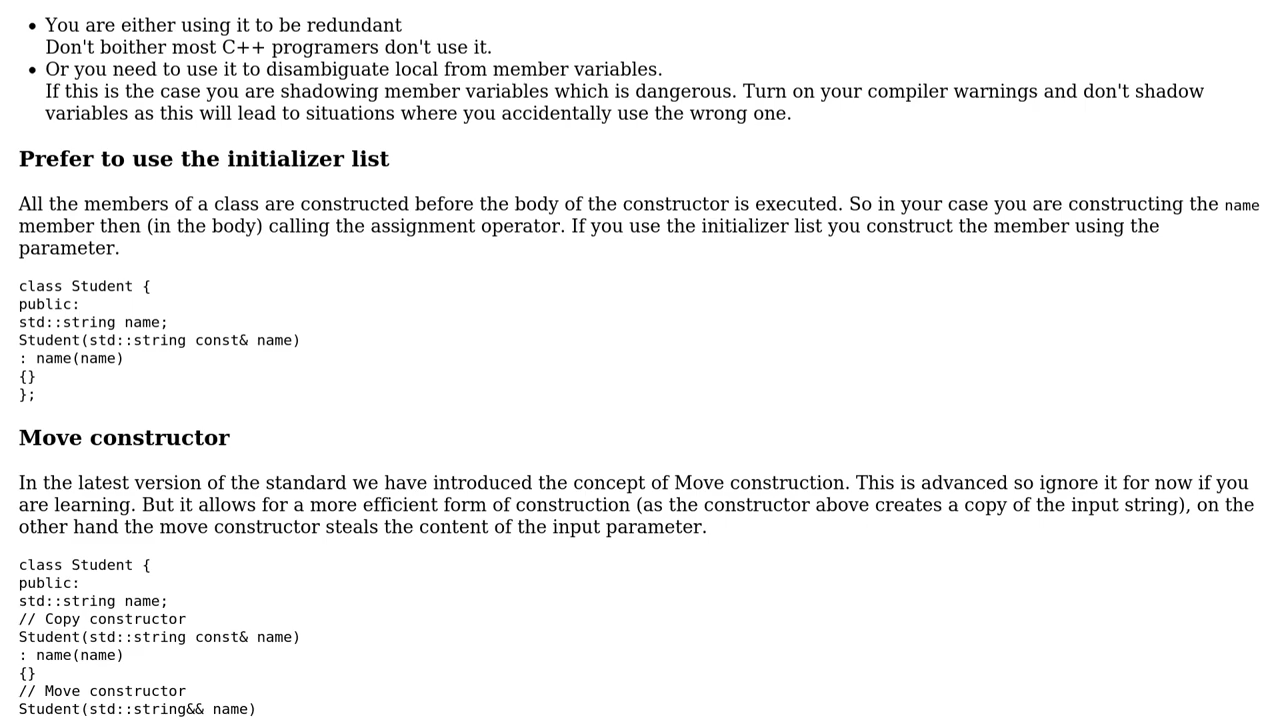 You are either using it to be redundant
Don't boither most C++ programers don't use it.
Or you need to use it to disambiguate local from member variables.
If this is the case you are shadowing member variables which is dangerous. Turn on your compiler warnings and don't shadow
variables as this will lead to situations where you accidentally use the wrong one.
Prefer to use the initializer list
All the members of a class are constructed before the body of the constructor is executed. So in your case you are constructing the name
member then (in the body) calling the assignment operator. If you use the initializer list you construct the member using the
parameter.
class Student {
public:
std::string name;
Student(std::string const& name)
: name(name)
{}
};
Move constructor
In the latest version of the standard we have introduced the concept of Move construction. This is advanced so ignore it for now if you
are learning. But it allows for a more efficient form of construction (as the constructor above creates a copy of the input string), on the
other hand the move constructor steals the content of the input parameter.
class Student {
public:
std::string name;
// Copy constructor
Student(std::string const& name)
: name(name)
{}
// Move constructor
Student(std::string&& name)